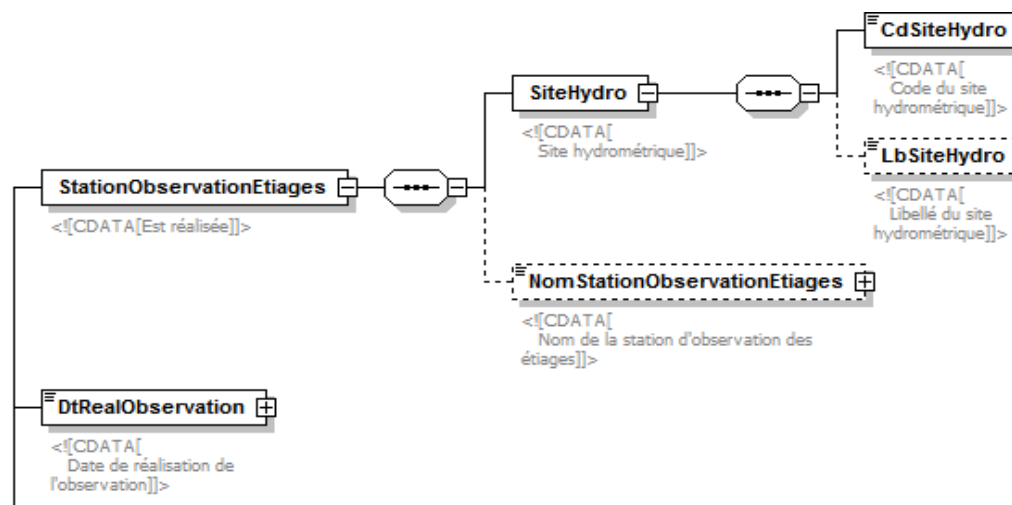 CdSiteHydro
<![CDATA[
Code du site
hydrométrique]]>
SiteHydro
<![CDATA[
Site hydrométrique]]>
LbSiteHydro
<![CDATA[
Libellé du site
hydrométrique]]>
StationObservationEtiages
<![CDATA[Est réalisée]]>
NomStationObservationEtiages
<![CDATA[
Nom de la station d'observation des
étiages]]>
DtRealObservation
<![CDATA[
Date de réalisation de
l'observation]]>